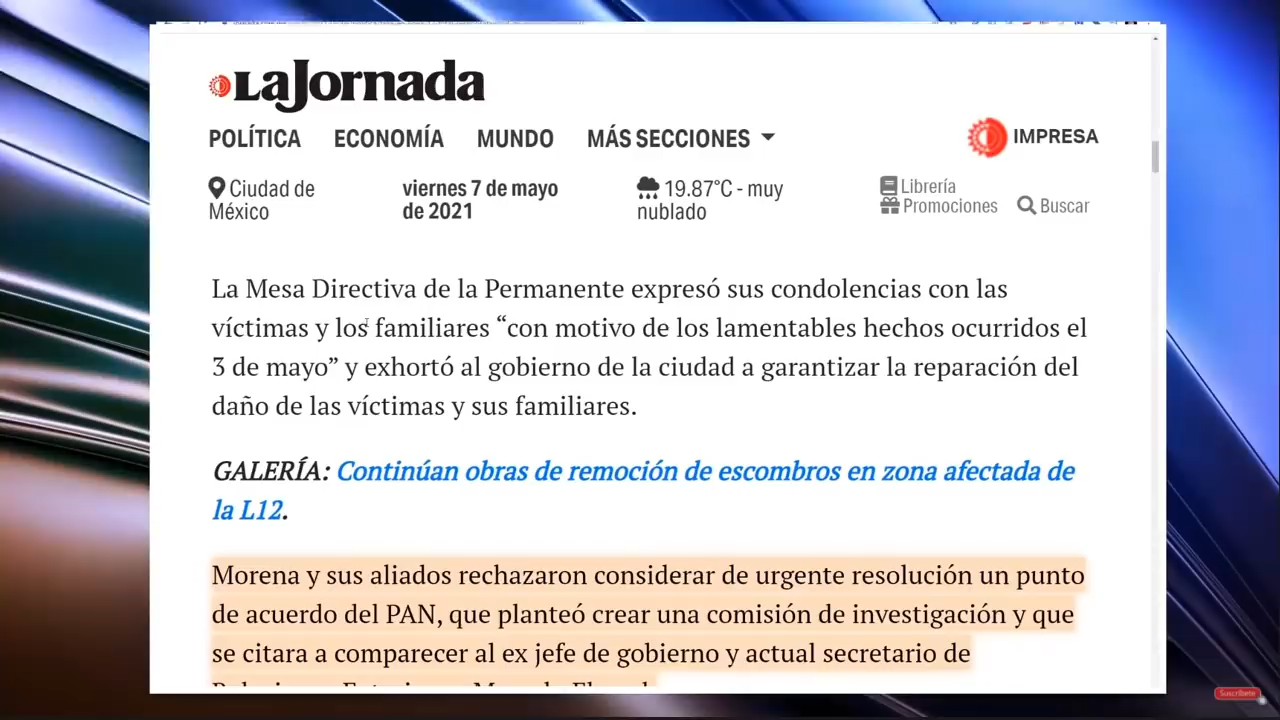 LaJornada
POLÍTICA ECONOMÍA MUNDO MÁS SECCIONES
IMPRESA
Ciudad de México
viernes 7 de mayo de 2021
19.87°C - muy nublado
Librería
Promociones
Buscar
La Mesa Directiva de la Permanente expresó sus condolencias con las
víctimas y los familiares “con motivo de los lamentables hechos ocurridos el
3 de mayo” y exhortó al gobierno de la ciudad a garantizar la reparación del
daño de las víctimas y sus familiares.
GALERÍA: Continúan obras de remoción de escombros en zona afectada de
la L12.
Morena y sus aliados rechazaron considerar de urgente resolución un punto
de acuerdo del PAN, que planteó crear una comisión de investigación y que
se citara a comparecer al ex jefe de gobierno y actual secretario de
Suscríbete